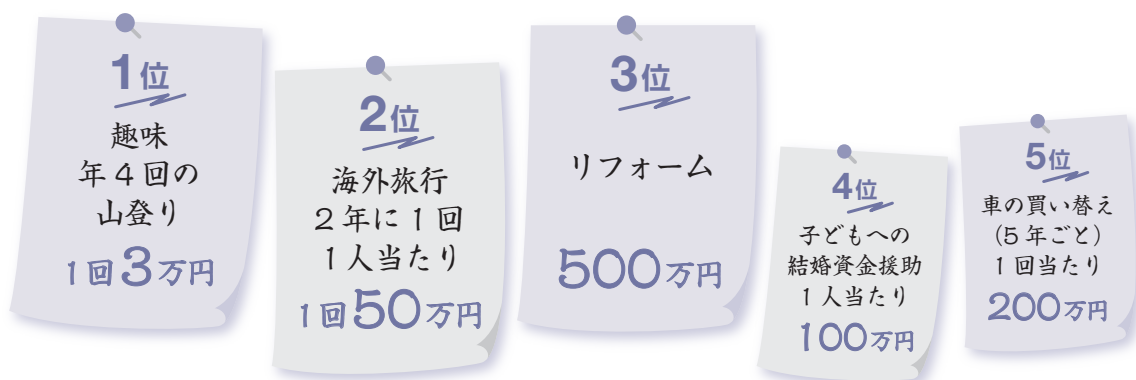 1位
趣味
年4回の
山登り
1回3万円
2位
海外旅行
2年に1回
1人当たり
1回50万円
3位
リフォーム
500万円
4位
子どもへの
結婚資金援助
1人当たり
100万円
5位
車の買い替え
(5年ごと)
1回当たり
200万円